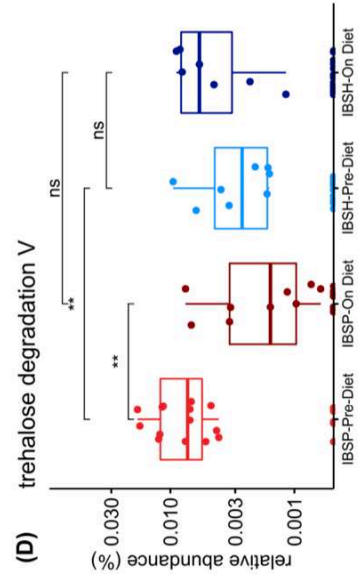 (D) trehalose degradation V
ns
ns
**
**
relative abundance (%)
0.030
0.010
0.003
0.001
IBSP-Pre-Diet
IBSP-On Diet
IBSH-Pre-Diet
IBSH-On Diet